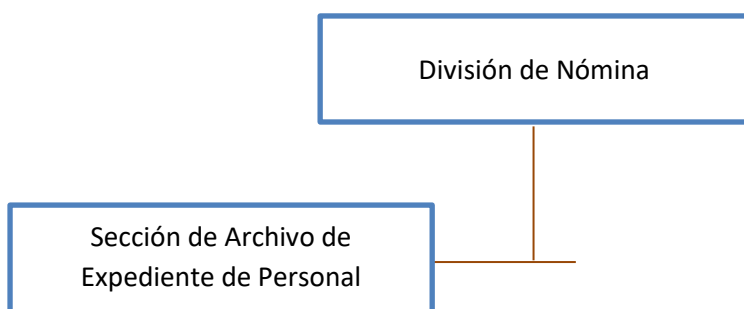 División de Nómina
Sección de Archivo de
Expediente de Personal